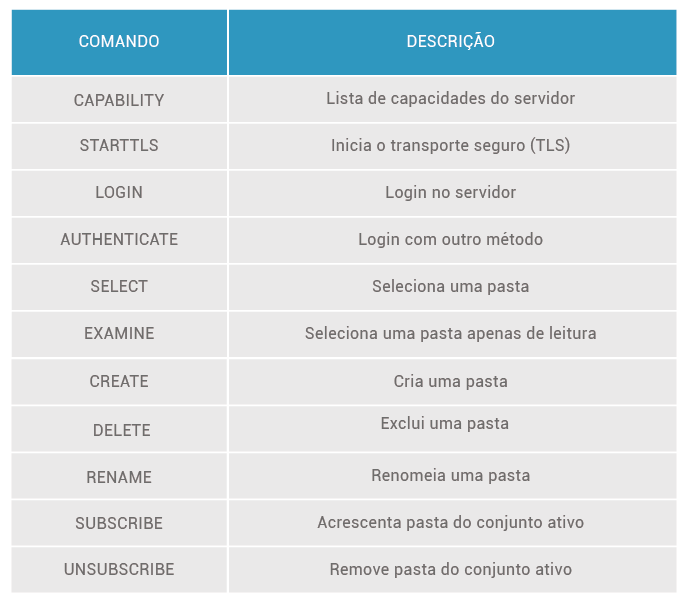 COMANDO DESCRIÇÃO
CAPABILITY Lista de capacidades do servidor
STARTTLS Inicia o transporte seguro (TLS)
LOGIN Login no servidor
AUTHENTICATE Login com outro método
SELECT Seleciona uma pasta
EXAMINE Seleciona uma pasta apenas de leitura
CREATE Cria uma pasta
DELETE Exclui uma pasta
RENAME Renomeia uma pasta
SUBSCRIBE Acrescenta pasta do conjunto ativo
UNSUBSCRIBE Remove pasta do conjunto ativo